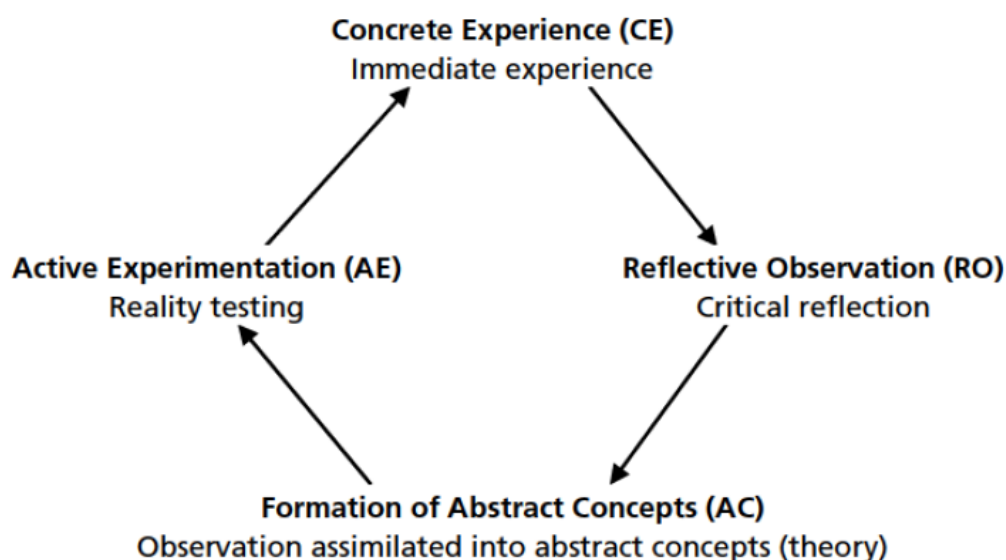 Concrete Experience (CE)
Immediate experience
Active Experimentation (AE)
Reality testing
Reflective Observation (RO)
Critical reflection
Formation of Abstract Concepts (AC)
Observation assimilated into abstract concepts (theory)